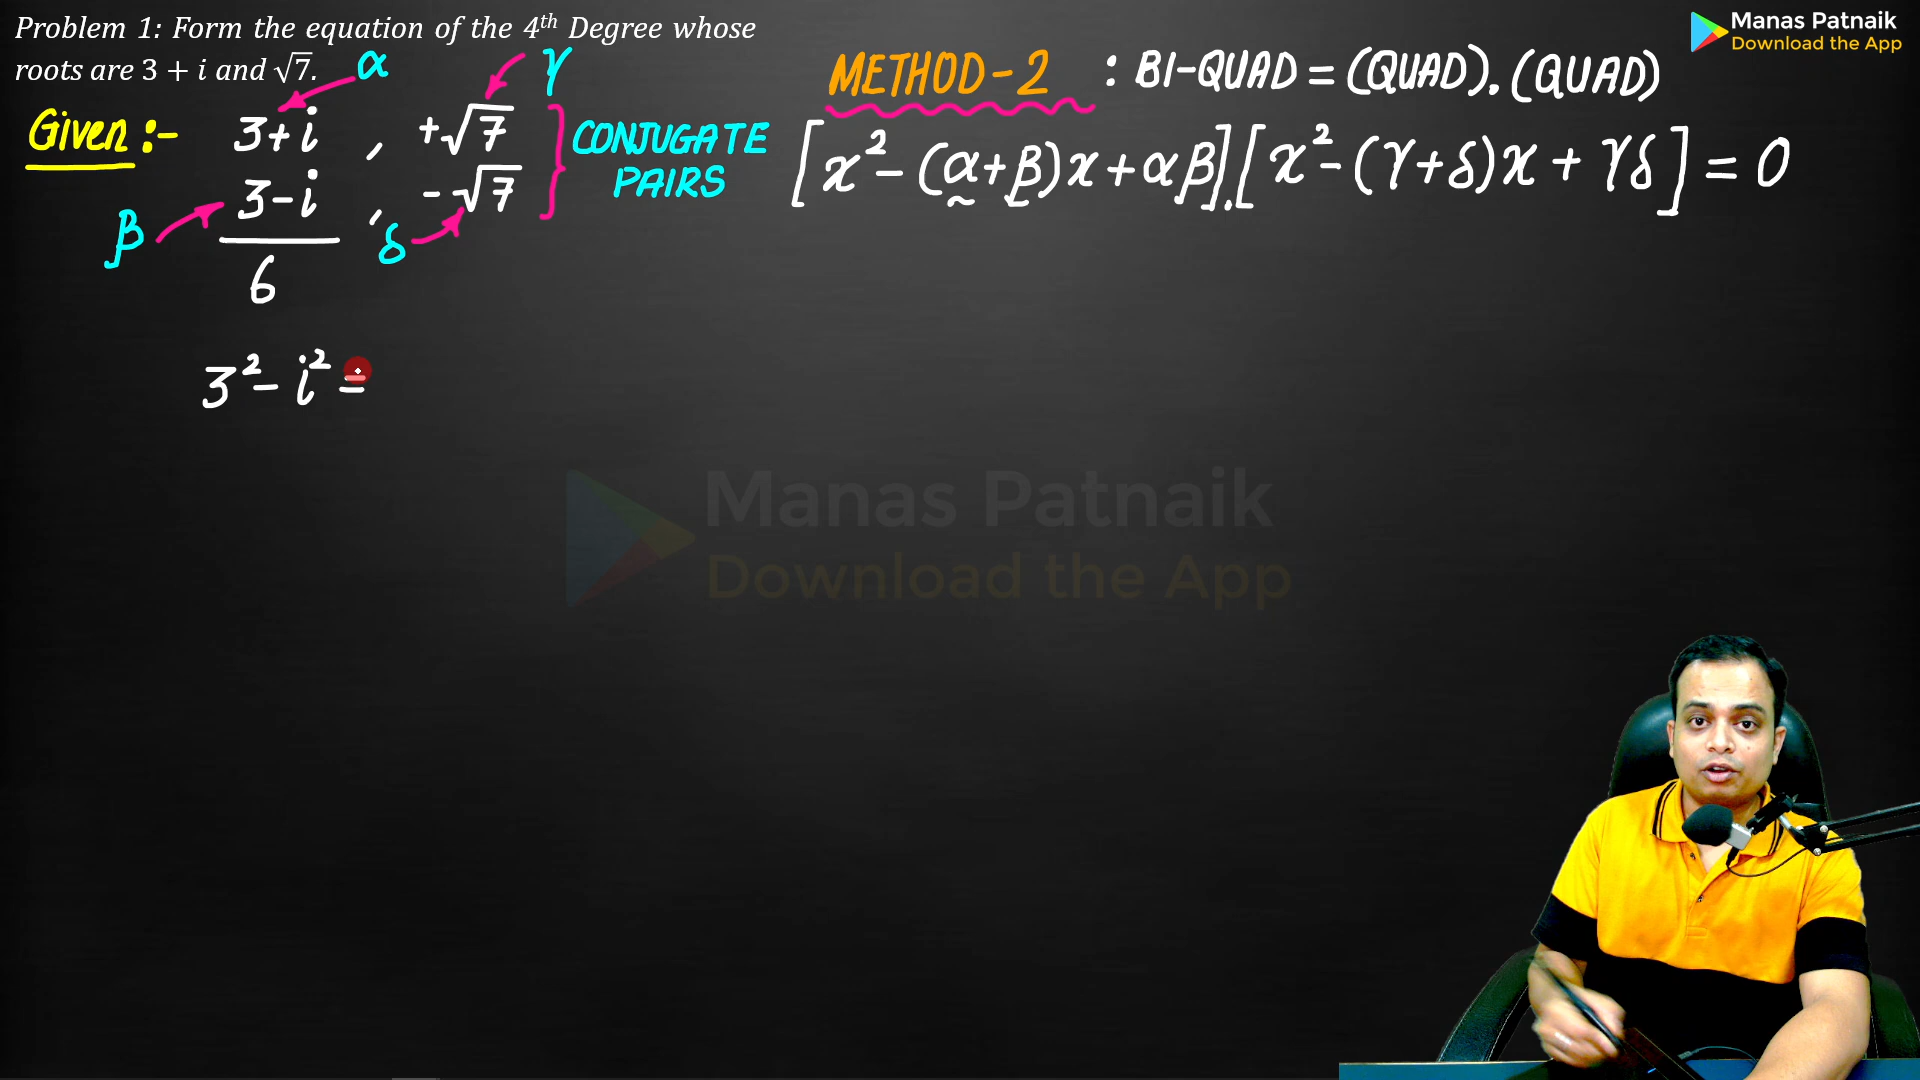 Problem 1: Form the equation of the 4th Degree whose
roots are 3 + i and √7.
Manas Patnaik
Download the App
α
γ
METHOD-2 : BI-QUAD = (QUAD).(QUAD)
Given :- 3+i , +√7
CONJUGATE
PAIRS
3-i , -√7
β
δ
[x² - (α+β)x + αβ].[x² - (γ+δ)x + γδ] = 0
6
3² - i² =
Manas Patnaik
Download the App